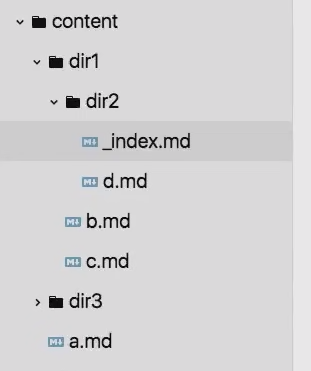 content
dir1
dir2
_index.md
d.md
b.md
c.md
dir3
a.md